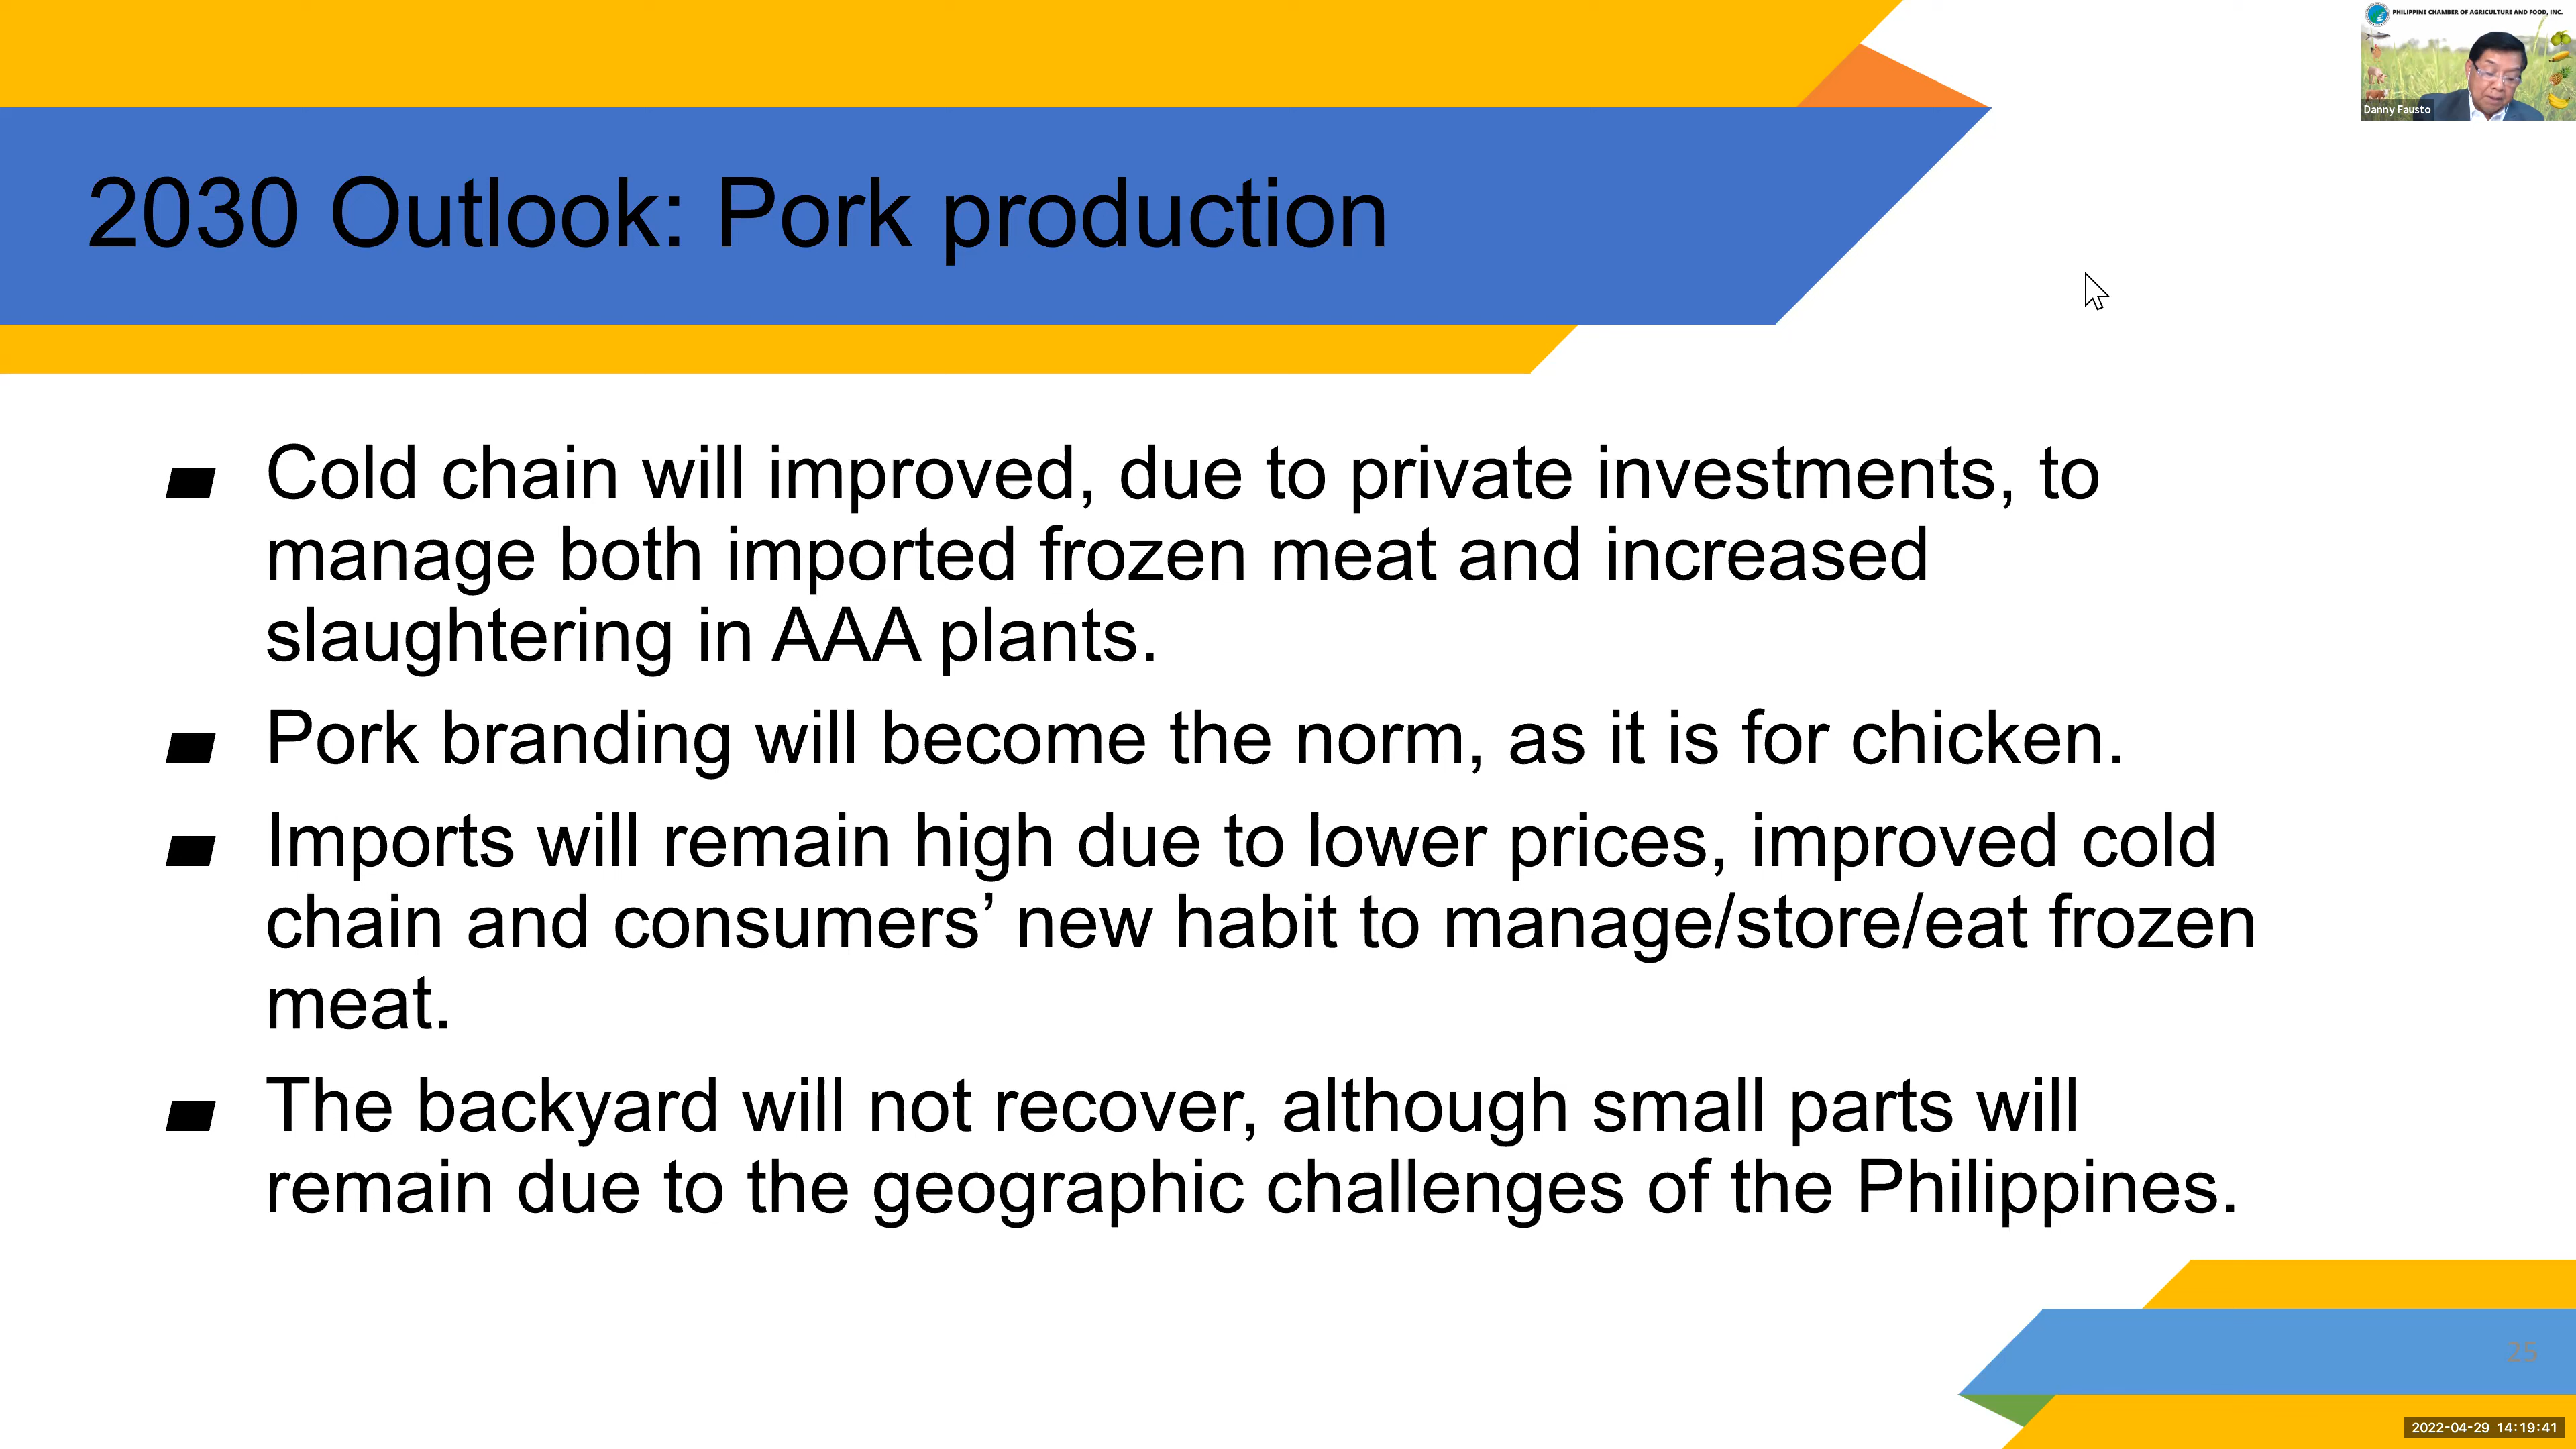 PHILIPPINE CHAMBER OF AGRICULTURE AND FOOD, INC.
Danny Fausto
2030 Outlook: Pork production
Cold chain will improved, due to private investments, to
manage both imported frozen meat and increased
slaughtering in AAA plants.
Pork branding will become the norm, as it is for chicken.
Imports will remain high due to lower prices, improved cold
chain and consumers’ new habit to manage/store/eat frozen
meat.
The backyard will not recover, although small parts will
remain due to the geographic challenges of the Philippines.
25
2022-04-29 14:19:41